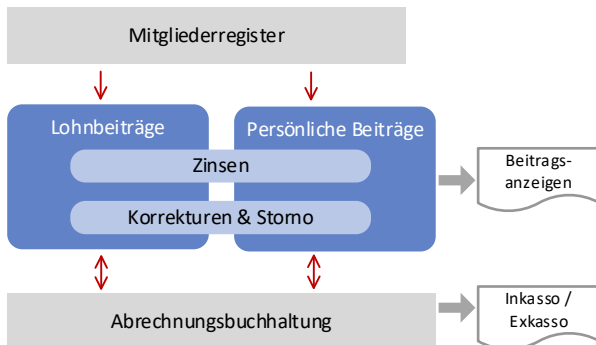 Mitgliederregister
Lohnbeiträge
Persönliche Beiträge
Zinsen
Korrekturen & Storno
Beitrags-
anzeigen
Abrechnungsbuchhaltung
Inkasso /
Exkasso